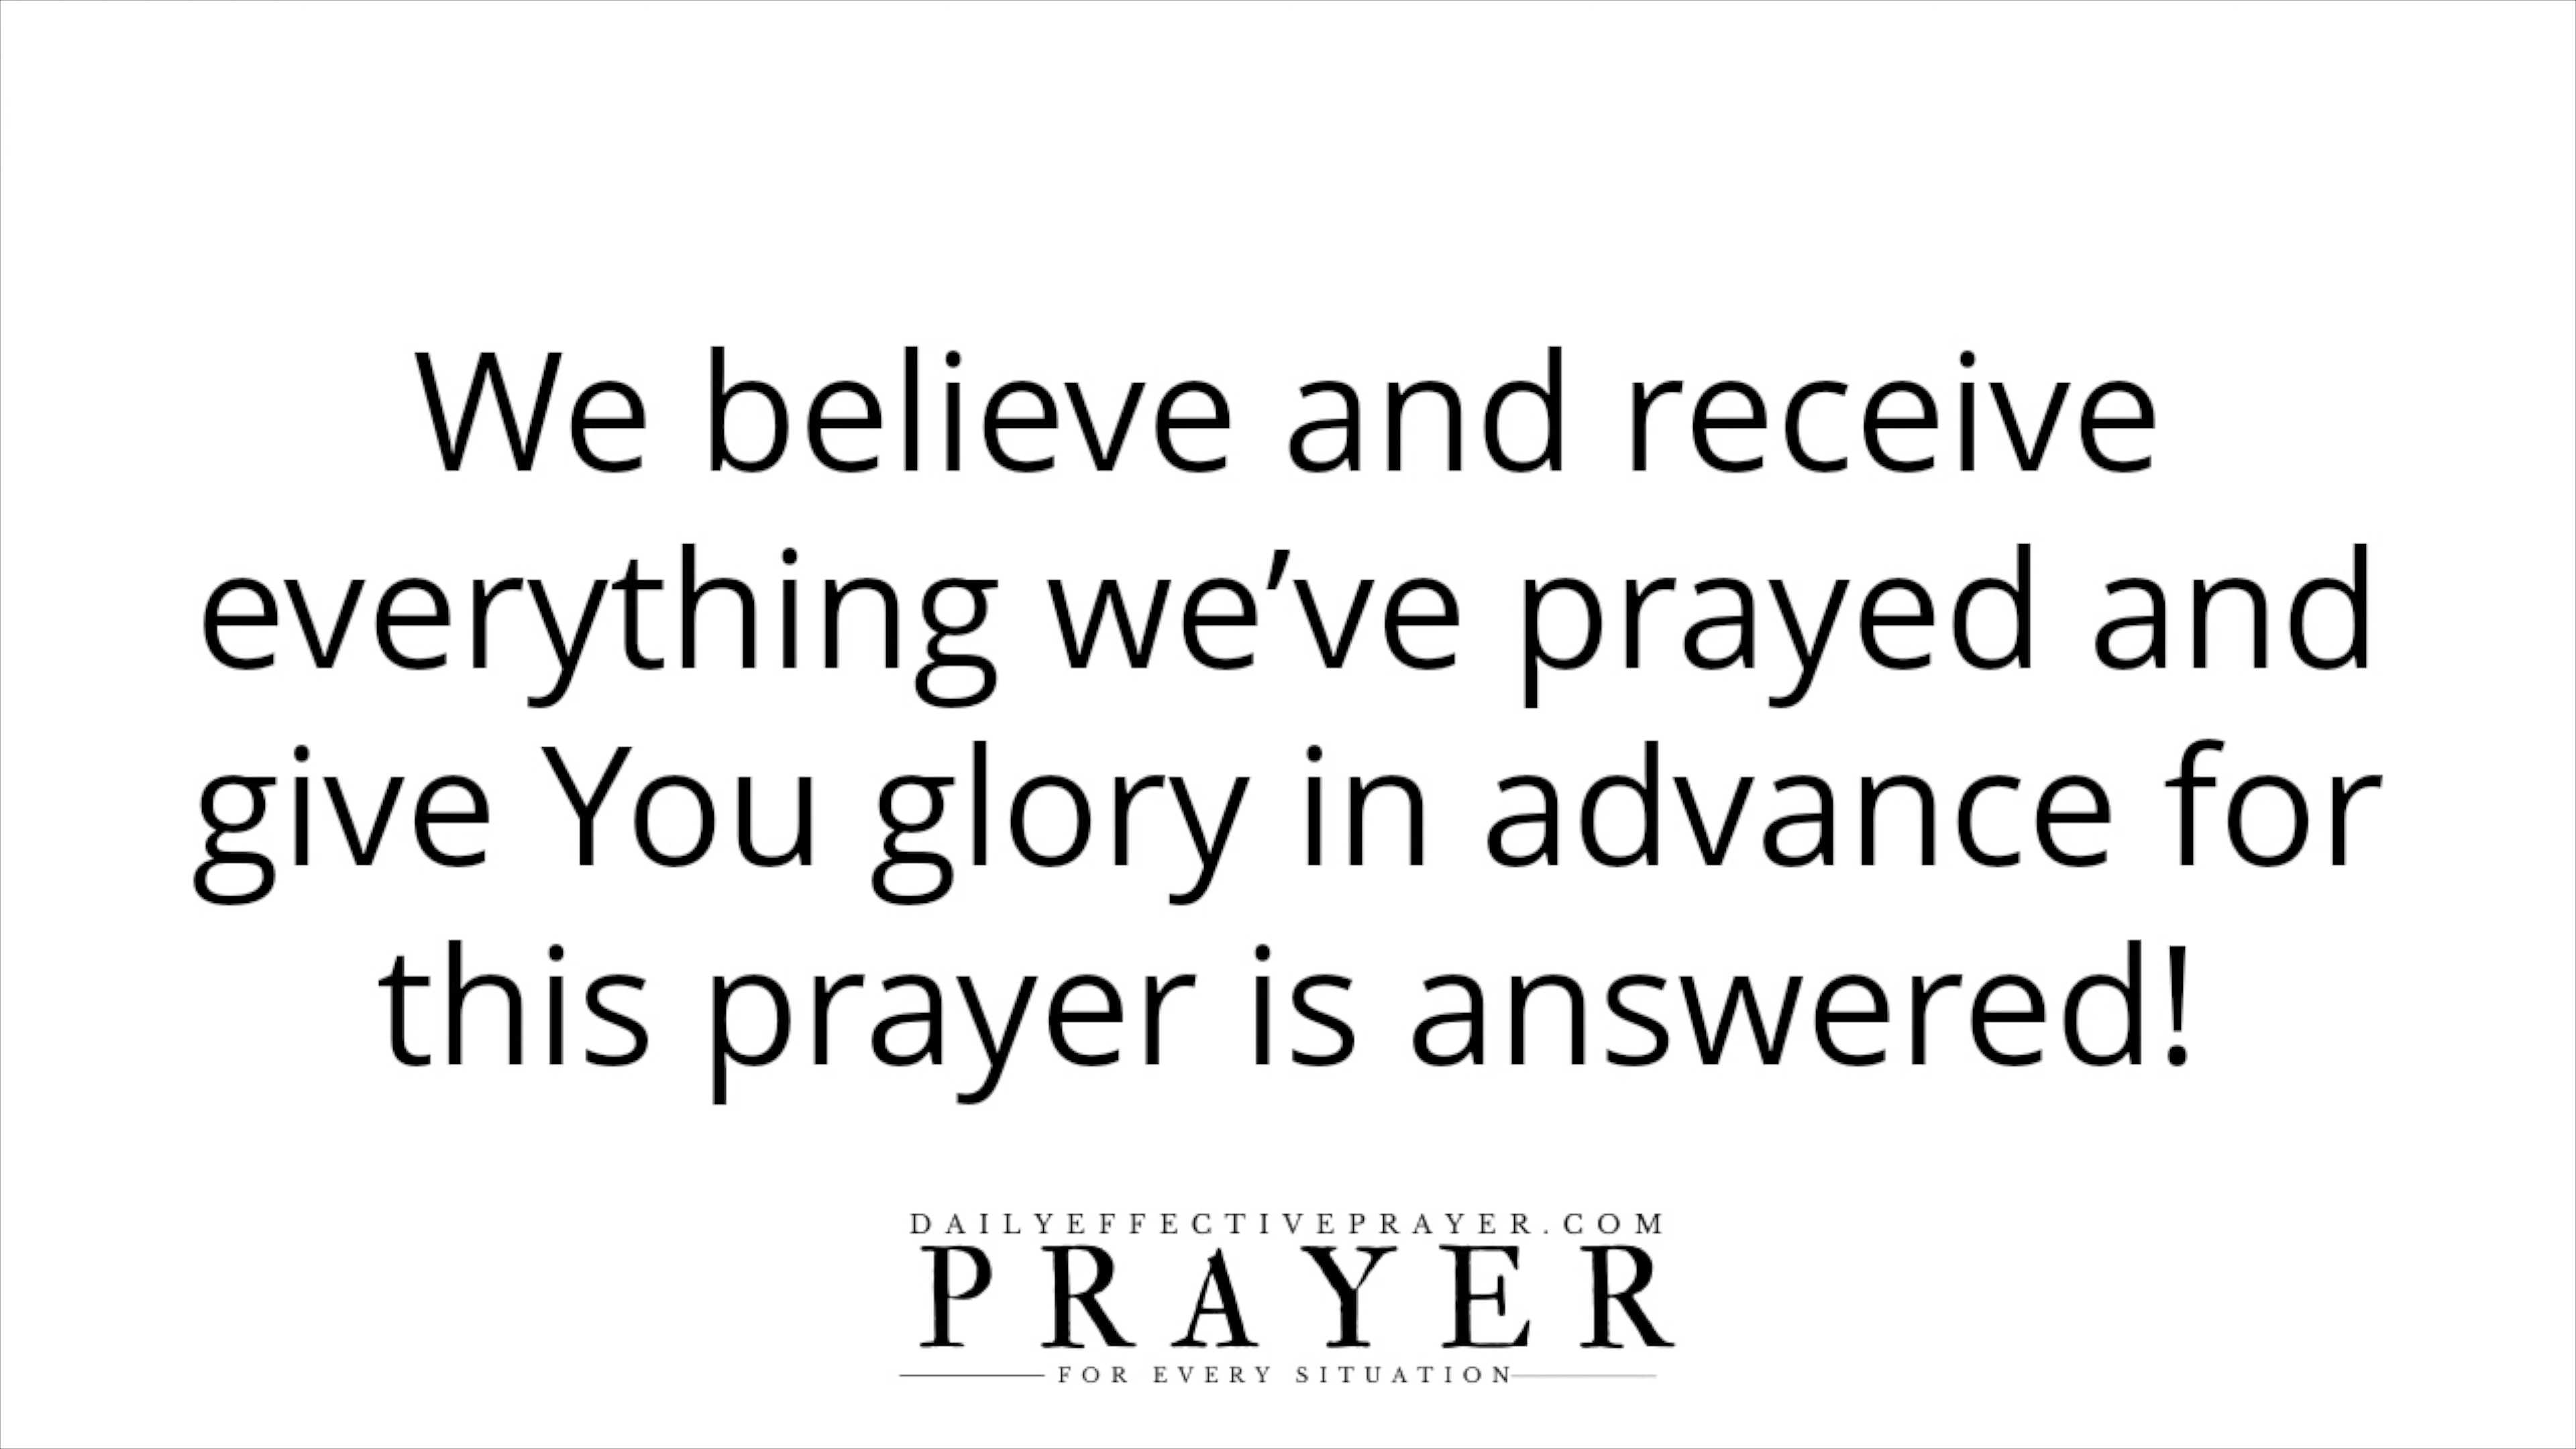 We believe and receive
everything we’ve prayed and
give You glory in advance for
this prayer is answered!
DAILYEFFECTIVEPRAYER.COM
PRAYER
FOR EVERY SITUATION